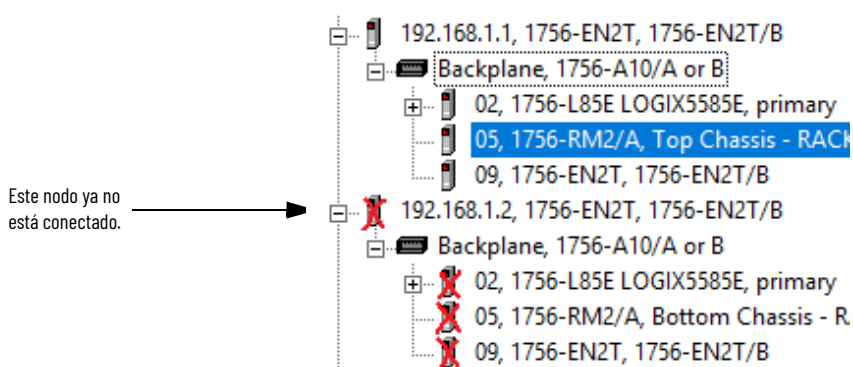 192.168.1.1, 1756-EN2T, 1756-EN2T/B
Backplane, 1756-A10/A or B
02, 1756-L85E LOGIX5585E, primary
05, 1756-RM2/A, Top Chassis - RACK
09, 1756-EN2T, 1756-EN2T/B
Este nodo ya no
está conectado.
192.168.1.2, 1756-EN2T, 1756-EN2T/B
Backplane, 1756-A10/A or B
02, 1756-L85E LOGIX5585E, primary
05, 1756-RM2/A, Bottom Chassis -
09, 1756-EN2T, 1756-EN2T/B